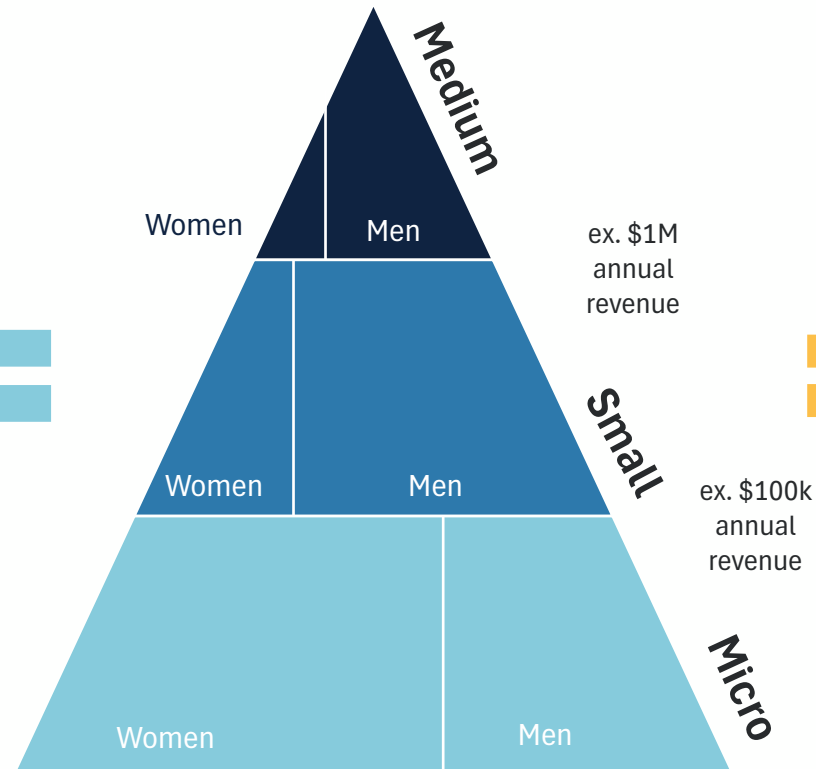 Medium
Women
Men
ex. $1M
annual
revenue
Small
Women
Men
ex. $100k
annual
revenue
Micro
Women
Men